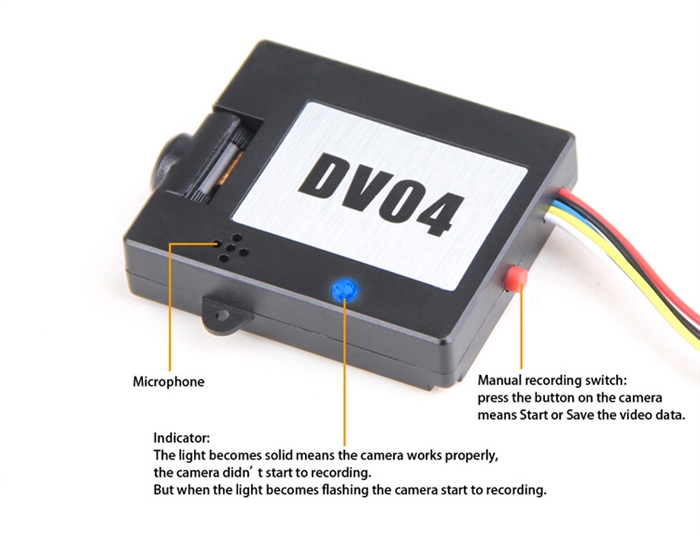 DV04
Microphone
Manual recording switch:
press the button on the camera
means Start or Save the video data.
Indicator:
The light becomes solid means the camera works properly,
the camera didn' t start to recording.
But when the light becomes flashing the camera start to recording.